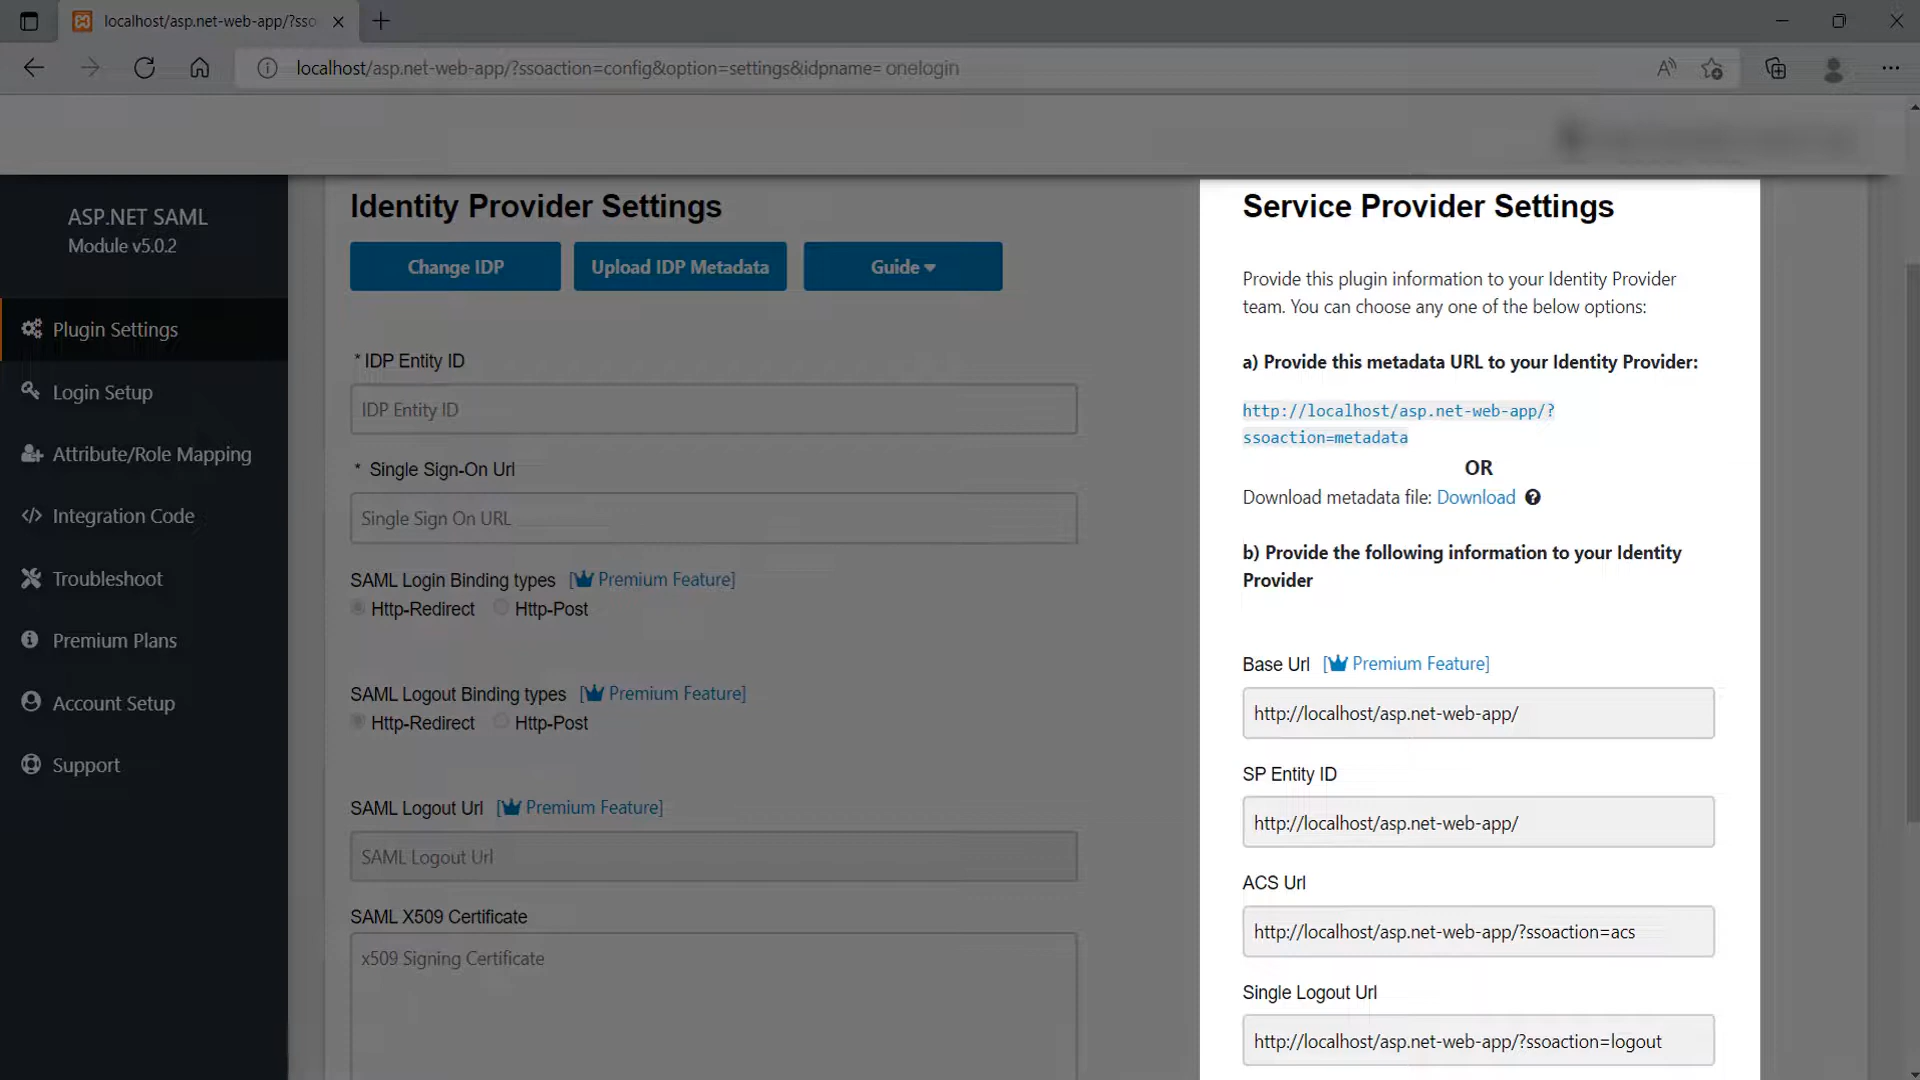 localhost/asp.net-web-app/?sso
localhost/asp.net-web-app/?ssoaction=config&option=settings&idpname= onelogin
ASP.NET SAML
Module v5.0.2
Plugin Settings
Login Setup
Attribute/Role Mapping
Integration Code
Troubleshoot
Premium Plans
Account Setup
Support
Identity Provider Settings
Change IDP
Upload IDP Metadata
Guide
* IDP Entity ID
IDP Entity ID
* Single Sign-On Url
Single Sign On URL
SAML Login Binding types [Premium Feature]
Http-Redirect Http-Post
SAML Logout Binding types [Premium Feature]
Http-Redirect Http-Post
SAML Logout Url [Premium Feature]
SAML Logout Url
SAML X509 Certificate
x509 Signing Certificate
Service Provider Settings
Provide this plugin information to your Identity Provider
team. You can choose any one of the below options:
a) Provide this metadata URL to your Identity Provider:
http://localhost/asp.net-web-app/?
ssoaction=metadata
OR
Download metadata file: Download
b) Provide the following information to your Identity
Provider
Base Url [Premium Feature]
http://localhost/asp.net-web-app/
SP Entity ID
http://localhost/asp.net-web-app/
ACS Url
http://localhost/asp.net-web-app/?ssoaction=acs
Single Logout Url
http://localhost/asp.net-web-app/?ssoaction=logout